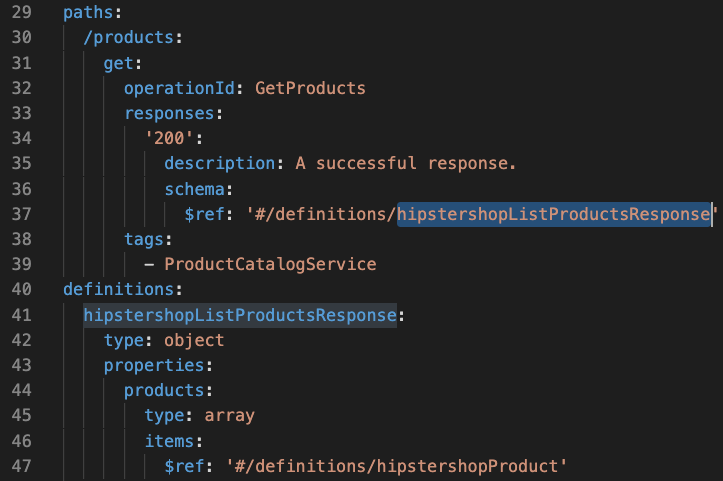 29 paths:
30   /products:
31     get:
32       operationId: GetProducts
33       responses:
34         '200':
35           description: A successful response.
36           schema:
37             $ref: '#/definitions/hipstershopListProductsResponse'
38       tags:
39         - ProductCatalogService
40 definitions:
41   hipstershopListProductsResponse:
42     type: object
43     properties:
44       products:
45         type: array
46         items:
47           $ref: '#/definitions/hipstershopProduct'